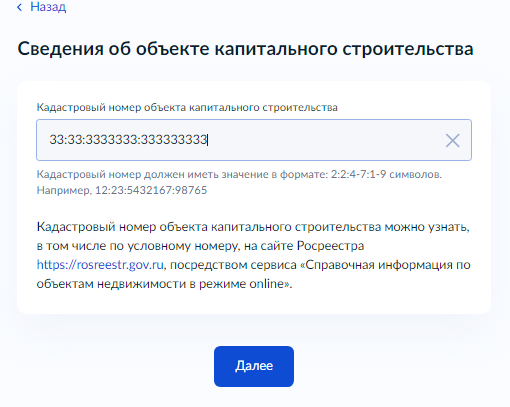 Назад
Сведения об объекте капитального строительства
Кадастровый номер объекта капитального строительства
33:33:3333333:333333333
Кадастровый номер должен иметь значение в формате: 2:2:4-7:1-9 символов.
Например, 12:23:5432167:98765
Кадастровый номер объекта капитального строительства можно узнать,
в том числе по условному номеру, на сайте Росреестра
https://rosreestr.gov.ru, посредством сервиса «Справочная информация по
объектам недвижимости в режиме online».
Далее